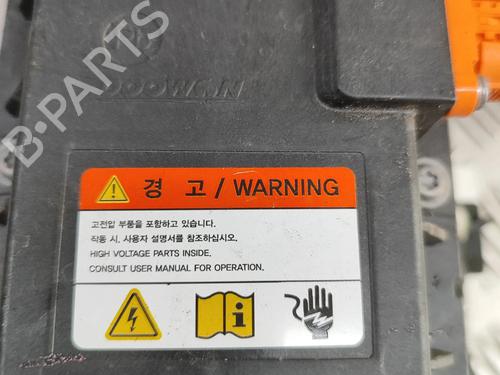 DOOWON
경 고 / WARNING
고전압 부품을 포함하고 있습니다.
작동 시, 사용자 설명서를 참조하십시오.
HIGH VOLTAGE PARTS INSIDE.
CONSULT USER MANUAL FOR OPERATION.
B-Parts